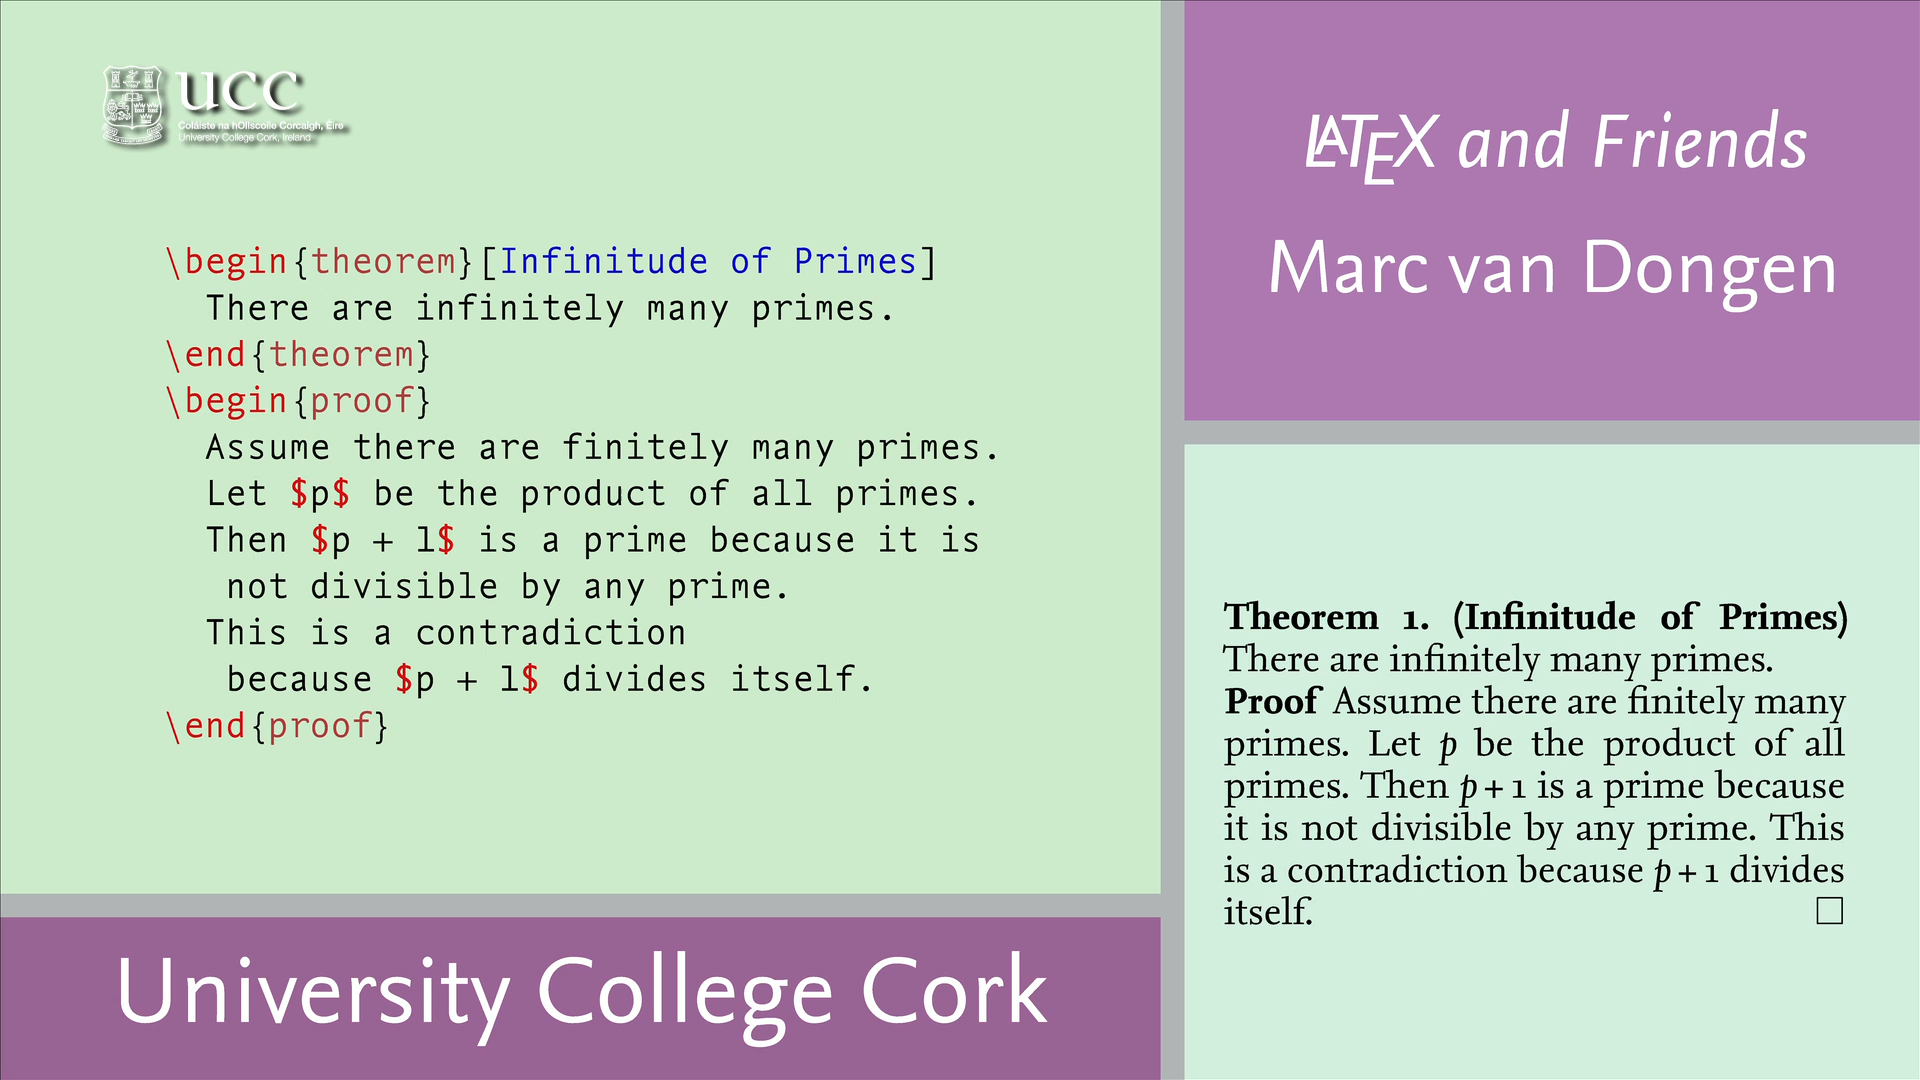 ucc
Coláiste na hOllscoile Corcaigh, Éire
University College Cork, Ireland
\begin{theorem}[Infinitude of Primes]
There are infinitely many primes.
\end{theorem}
\begin{proof}
Assume there are finitely many primes.
Let $p$ be the product of all primes.
Then $p + 1$ is a prime because it is
not divisible by any prime.
This is a contradiction
because $p + 1$ divides itself.
\end{proof}
University College Cork
LATEX and Friends
Marc van Dongen
Theorem 1. (Infinitude of Primes)
There are infinitely many primes.
Proof Assume there are finitely many
primes. Let p be the product of all
primes. Then p + 1 is a prime because
it is not divisible by any prime. This
is a contradiction because p + 1 divides
itself. □